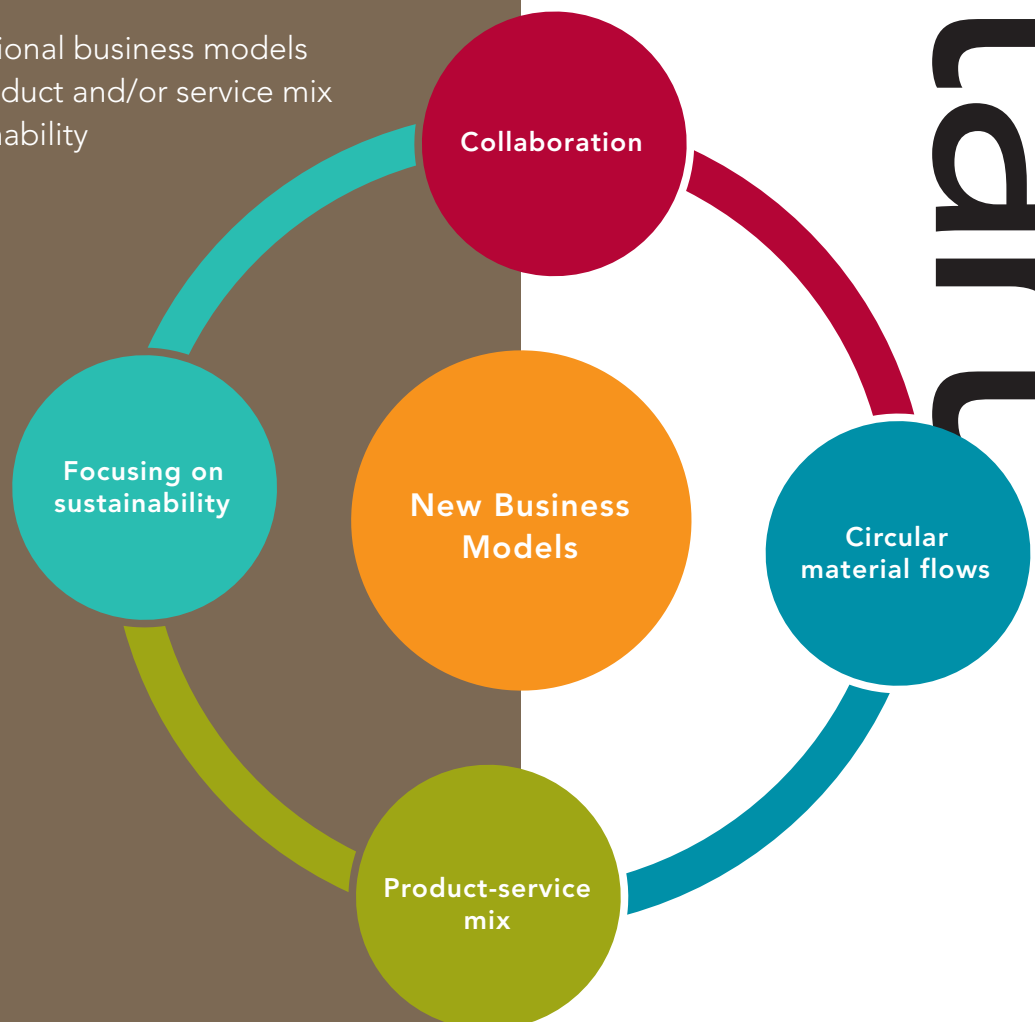 ional business models
duct and/or service mix
ability
Collaboration
Focusing on
sustainability
New Business
Models
Circular
material flows
Product-service
mix